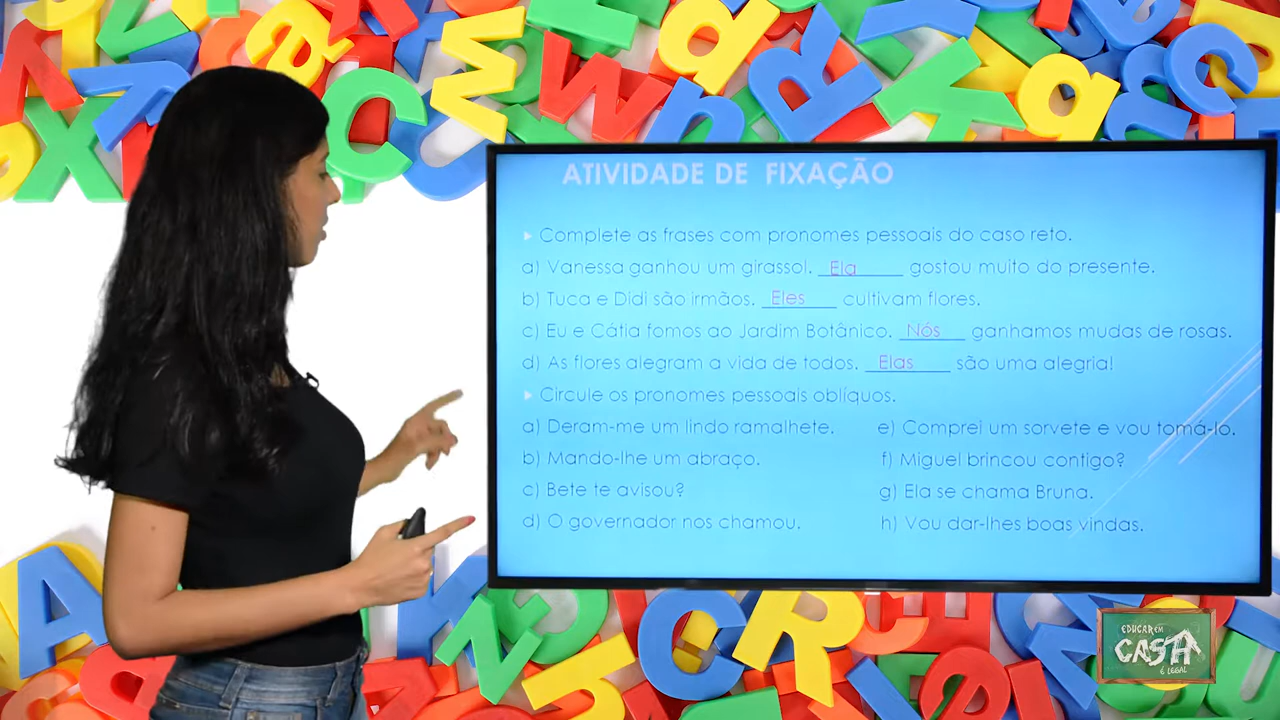 ATIVIDADE DE FIXAÇÃO
Complete as frases com pronomes pessoais do caso reto.
a) Vanessa ganhou um girassol. Ela gostou muito do presente.
b) Tuca e Didi são irmãos. Eles cultivam flores.
c) Eu e Cátia fomos ao Jardim Botânico. Nós ganhamos mudas de rosas.
d) As flores alegram a vida de todos. Elas são uma alegria!
Circule os pronomes pessoais oblíquos.
a) Deram-me um lindo ramalhete.
b) Mando-lhe um abraço.
c) Bete te avisou?
d) O governador nos chamou.
e) Comprei um sorvete e vou tomá-lo.
f) Miguel brincou contigo?
g) Ela se chama Bruna.
h) Vou dar-lhes boas vindas.
EDUCAR EM
CASA
É LEGAL